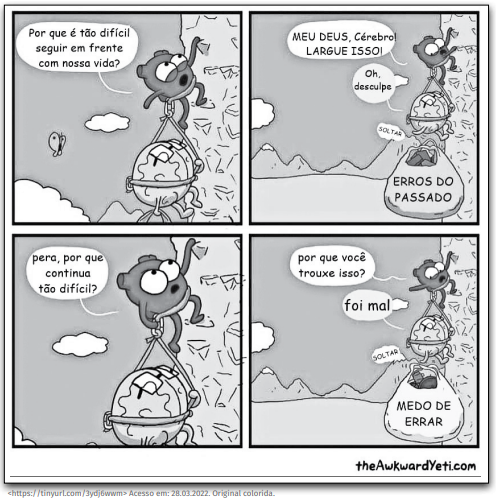 Por que é tão difícil
seguir em frente
com nossa vida?
MEU DEUS, Cérebro!
LARGUE ISSO!
Oh,
desculpe
SOLTAR
ERROS DO
PASSADO
pera, por que
continua
tão difícil?
por que você
trouxe isso?
foi mal
SOLTAR
MEDO DE
ERRAR
theAwkwardYeti.com
<https://tinyurl.com/3ydj6wwm> Acesso em: 28.03.2022. Original colorida.